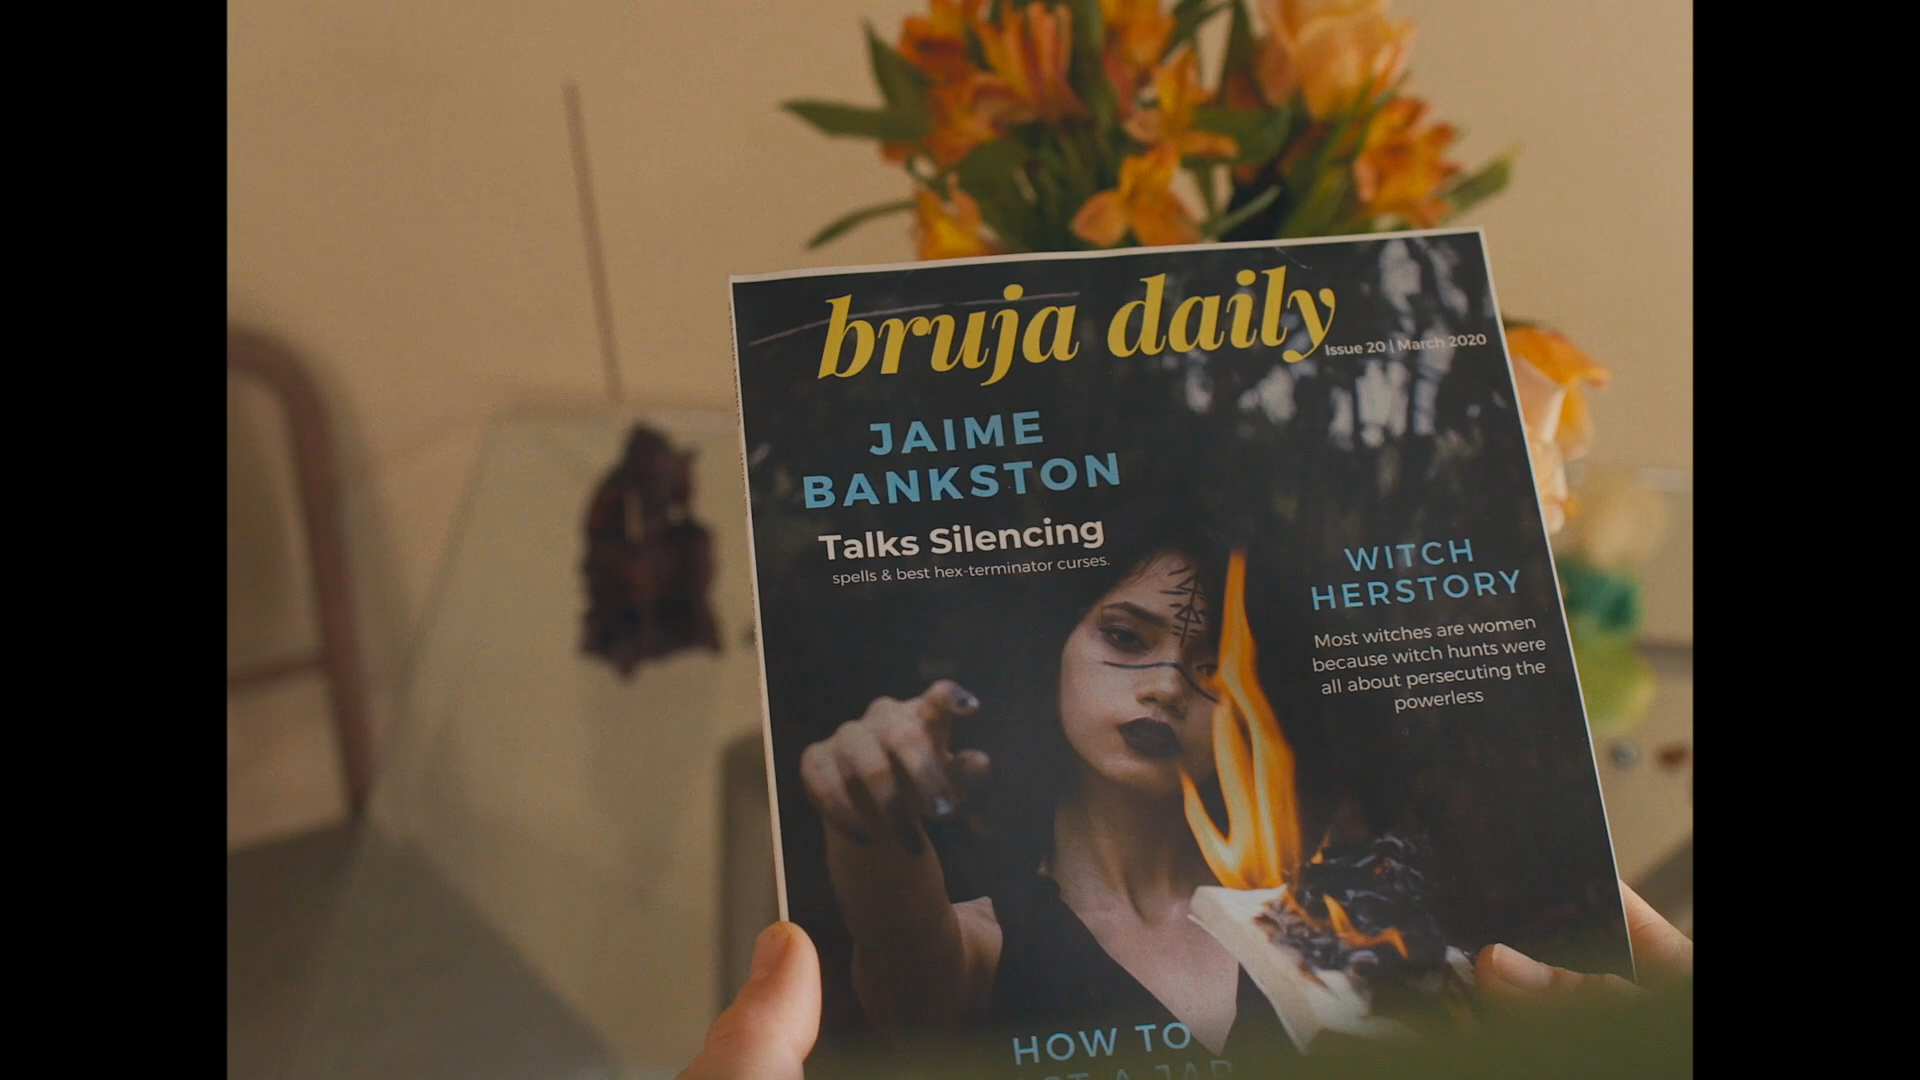 bruja daily
Issue 20 | March 2020
JAIME
BANKSTON
Talks Silencing
spells & best hex-terminator curses.
WITCH
HERSTORY
Most witches are women
because witch hunts were
all about persecuting the
powerless
HOW TO
A JAR